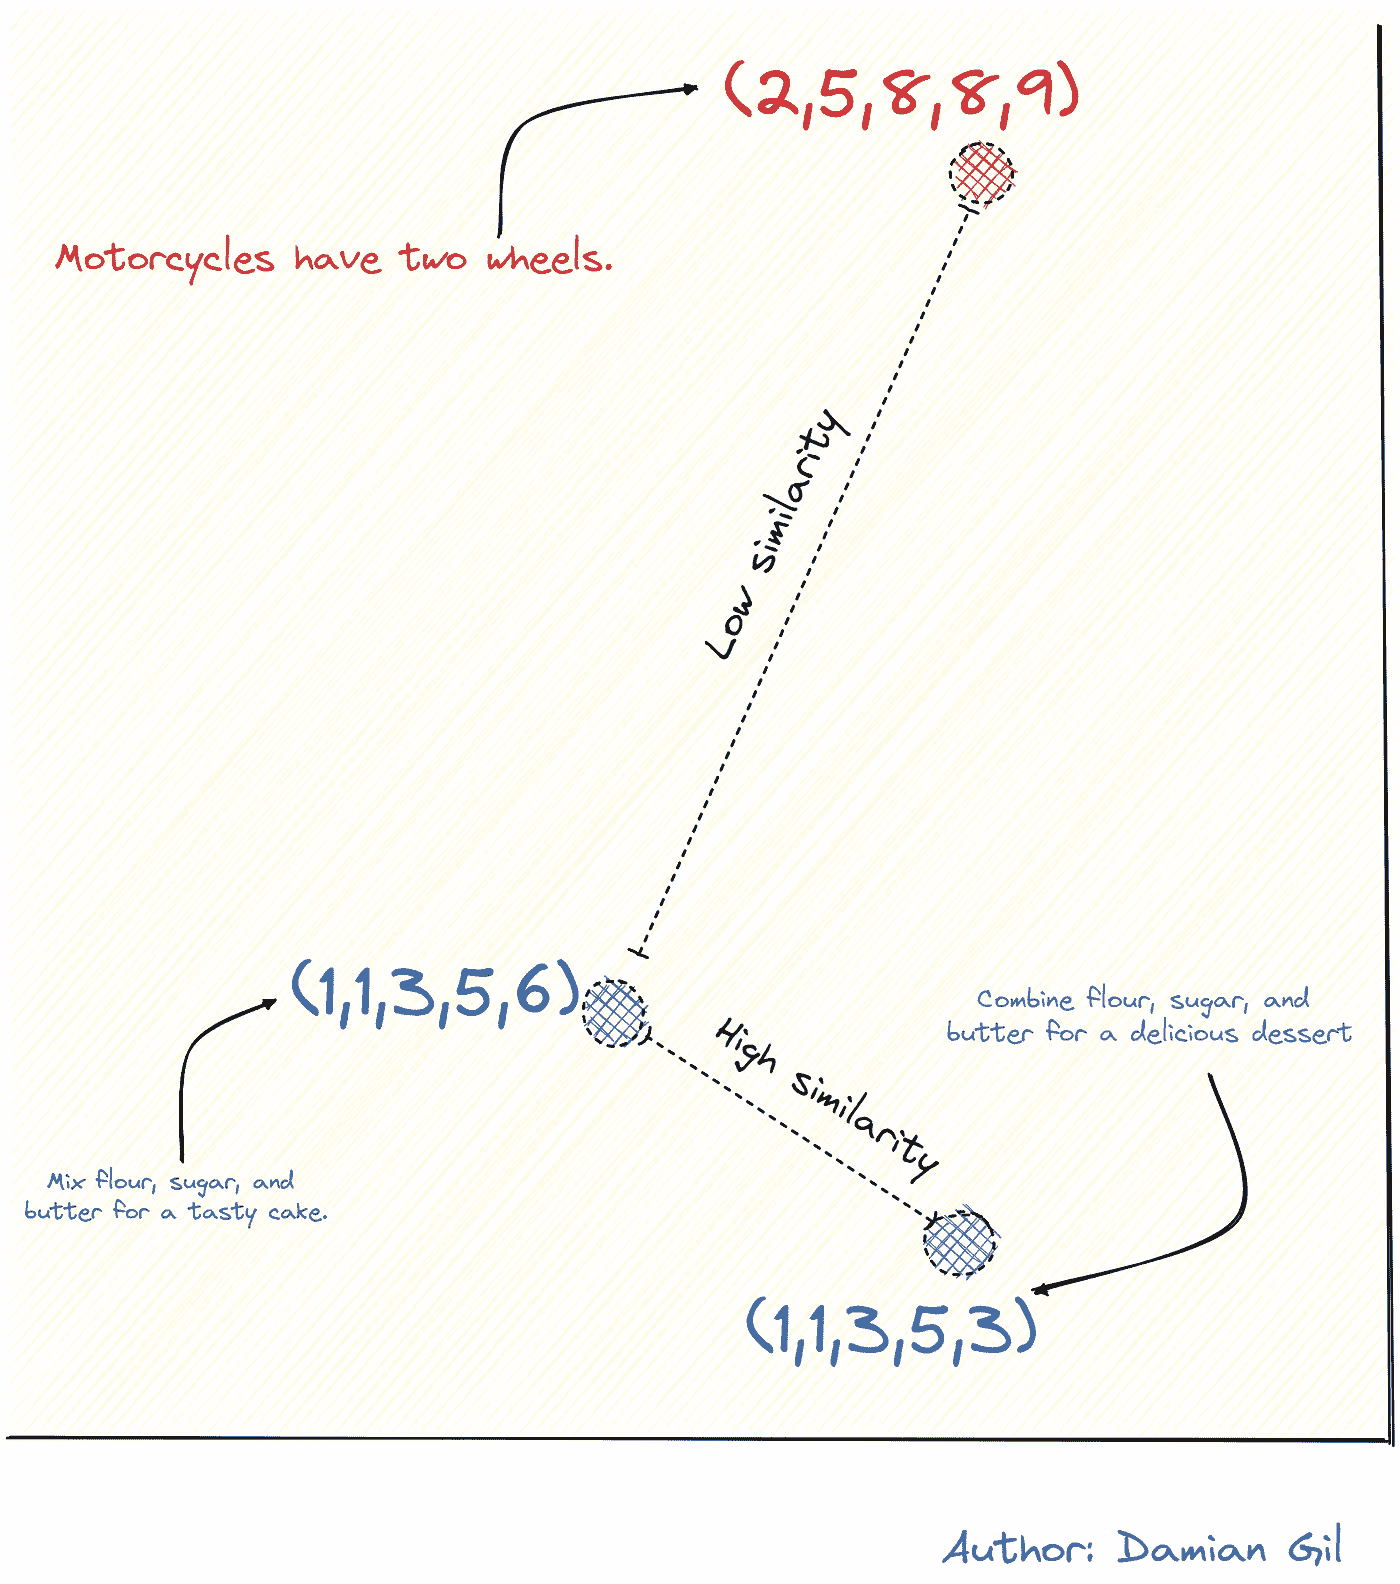 (2,5,8,8,9)
Motorcycles have two wheels.
Low similarity
(1,1,3,5,6)
Combine flour, sugar, and
butter for a delicious dessert
High similarity
Mix flour, sugar, and
butter for a tasty cake.
(1,1,3,5,3)
Author: Damian Gil